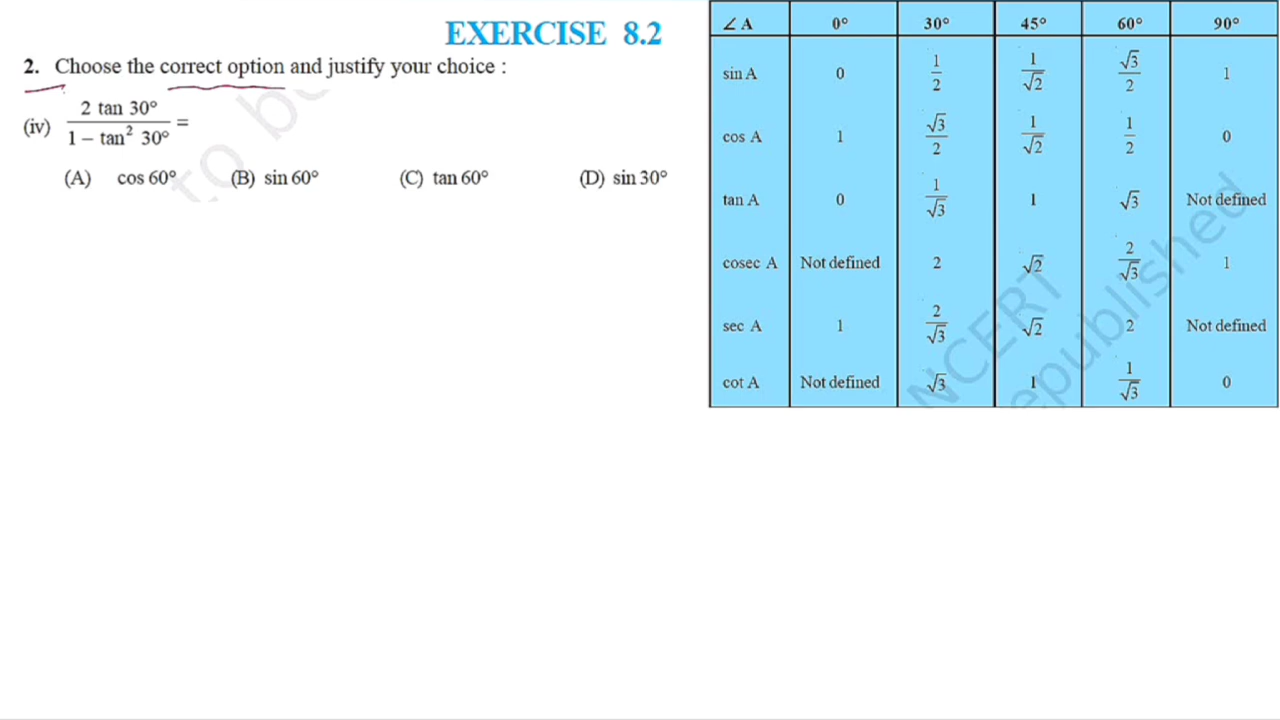 EXERCISE 8.2
2. Choose the correct option and justify your choice :
(iv) 2 tan 30° / 1 – tan² 30° =
(A) cos 60° (B) sin 60° (C) tan 60° (D) sin 30°
∠ A 0° 30° 45° 60° 90°
sin A 0 1/2 1/√2 √3/2 1
cos A 1 √3/2 1/√2 1/2 0
tan A 0 1/√3 1 √3 Not defined
cosec A Not defined 2 √2 2/√3 1
sec A 1 2/√3 √2 2 Not defined
cot A Not defined √3 1 1/√3 0
to b
NCERT
republished